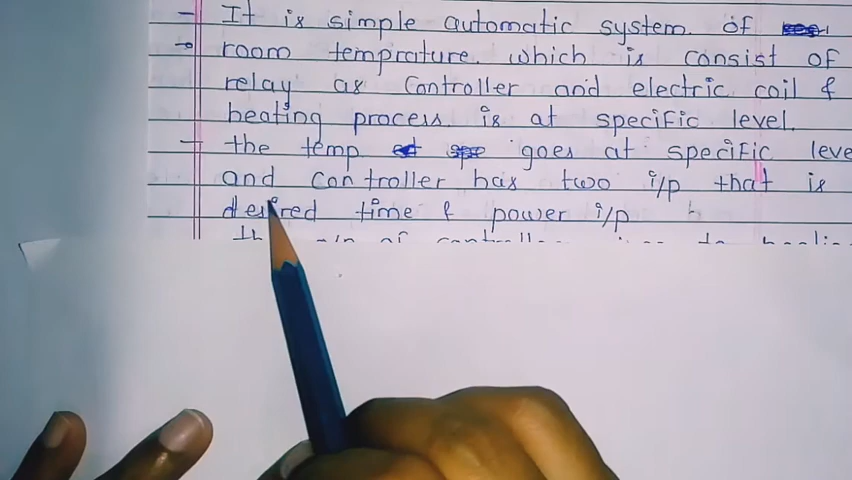 - It is simple automatic system of
room temprature. which is consist of
relay as controller and electric coil &
heating process. is at specific level.
- the temp goes at specific leve
and controller has two i/p that is
desired time & power i/p